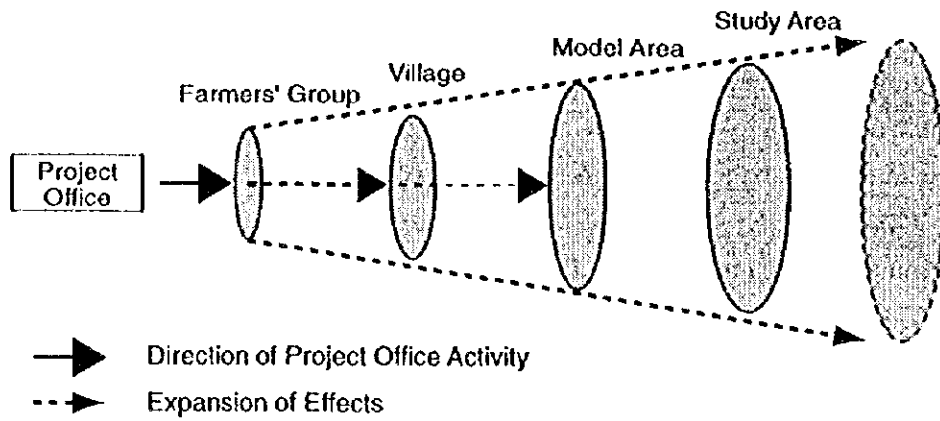 Study Area
Model Area
Village
Farmers' Group
Project
Office
Direction of Project Office Activity
Expansion of Effects